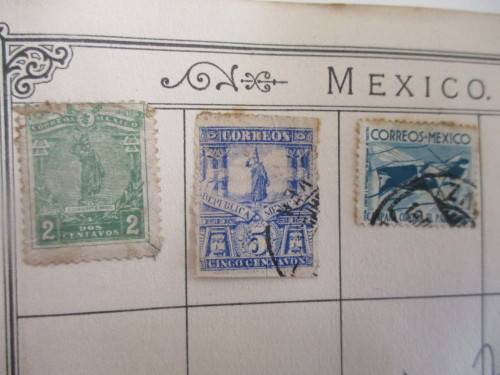 MEXICO.
CORREOS MEXICO
2 DOS CENTAVOS 2
CORREOS
REPUBLICA MEXICANA
5
CINCO CENTAVOS
CORREOS-MEXICO